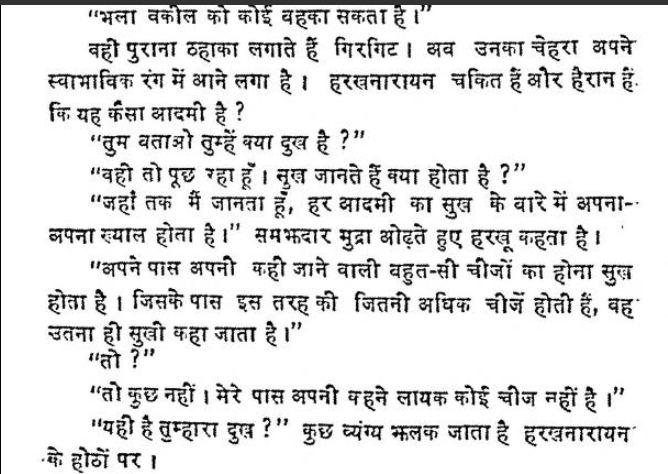 “भला वकील को कोई बहका सकता है।”
वही पुराना ठहाका लगाते हैं गिरगिट। अब उनका चेहरा अपने
स्वाभाविक रंग में आने लगा है। हरखनारायन चकित हैं और हैरान हैं
कि यह कैसा आदमी है ?
“तुम बताओ तुम्हें क्या दुख है ?”
“वही तो पूछ रहा हूँ। सुख जानते हैं क्या होता है ?”
“जहाँ तक मैं जानता हूँ, हर आदमी का सुख के बारे में अपना-
अपना ख्याल होता है।” समझदार मुद्रा ओढ़ते हुए हरखू कहता है।
“अपने पास अपनी कही जाने वाली बहुत-सी चीजों का होना सुख
होता है। जिसके पास इस तरह की जितनी अधिक चीजें होती हैं, वह
उतना ही सुखी कहा जाता है।”
“तो ?”
“तो कुछ नहीं। मेरे पास अपनी कहने लायक कोई चीज नहीं है।”
“यही है तुम्हारा दुख ?” कुछ व्यंग्य झलक जाता है हरखनारायन
के होठों पर।